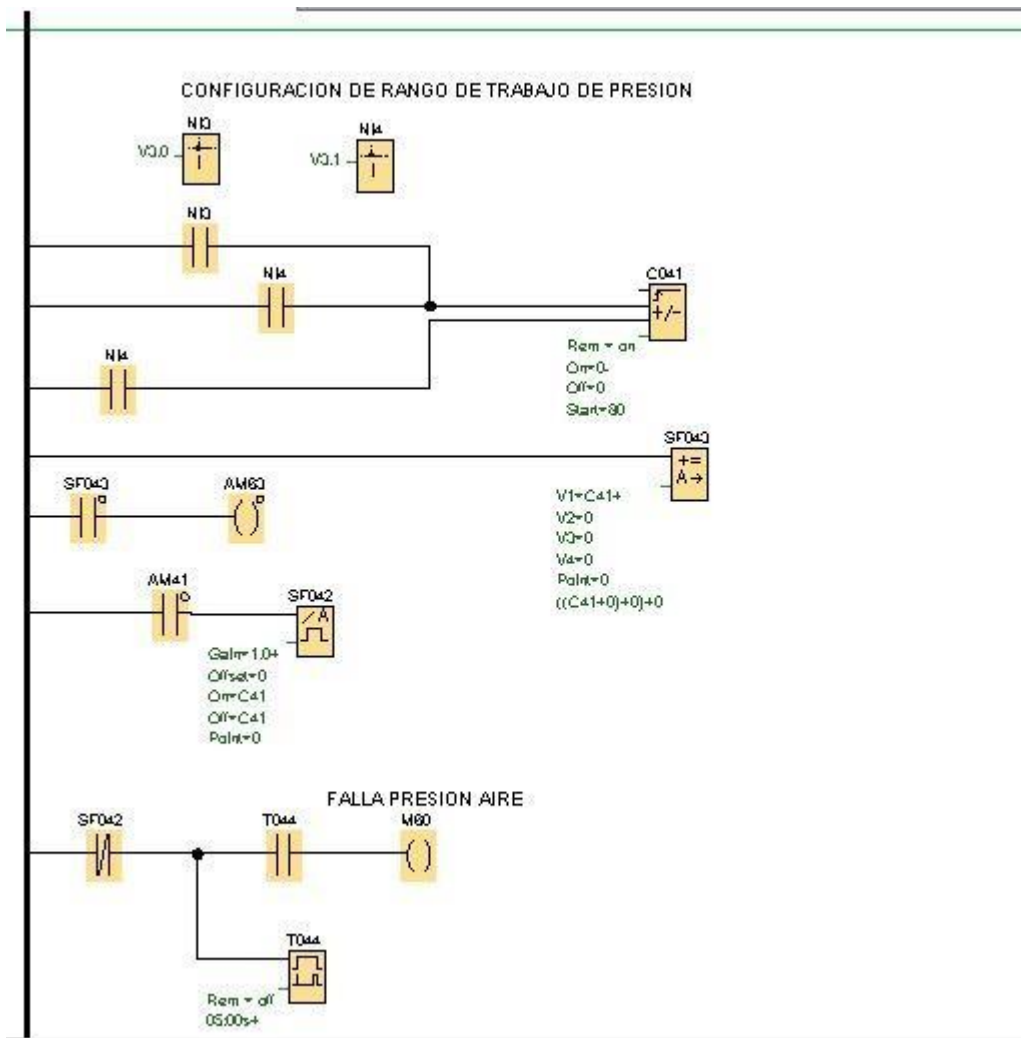 CONFIGURACION DE RANGO DE TRABAJO DE PRESION
NI3
NI4
V3.0
V3.1
NI3
NI4
C041
+/-
Rem = on
On=0-
Off=0
Start=80
NI4
SF043
+=
A→
V1=C41+
V2=0
V3=0
V4=0
Point=0
((C41+0)+0)+0
SF043
AM63
AM41
SF042
/A
Gain=1.0+
Offset=0
On=C41
Off=C41
Point=0
FALLA PRESION AIRE
SF042
T044
M60
T044
Rem = off
05:00s+